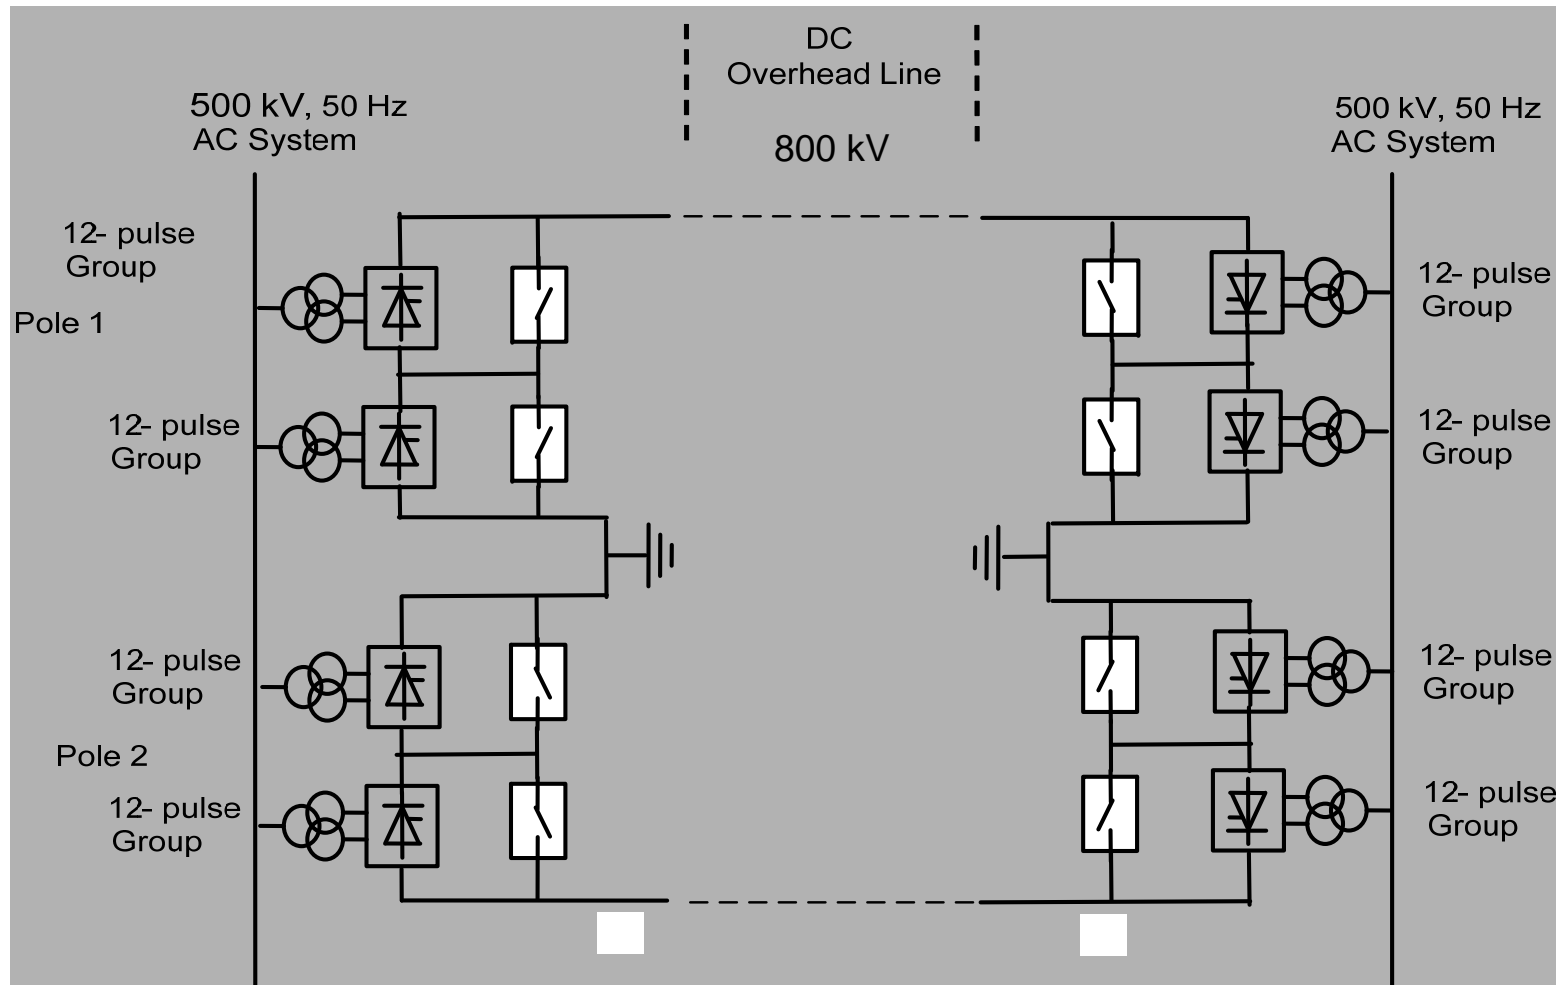 DC
Overhead Line
800 kV
500 kV, 50 Hz
AC System
500 kV, 50 Hz
AC System
12- pulse
Group
Pole 1
12- pulse
Group
12- pulse
Group
Pole 2
12- pulse
Group
12- pulse
Group
12- pulse
Group
12- pulse
Group
12- pulse
Group